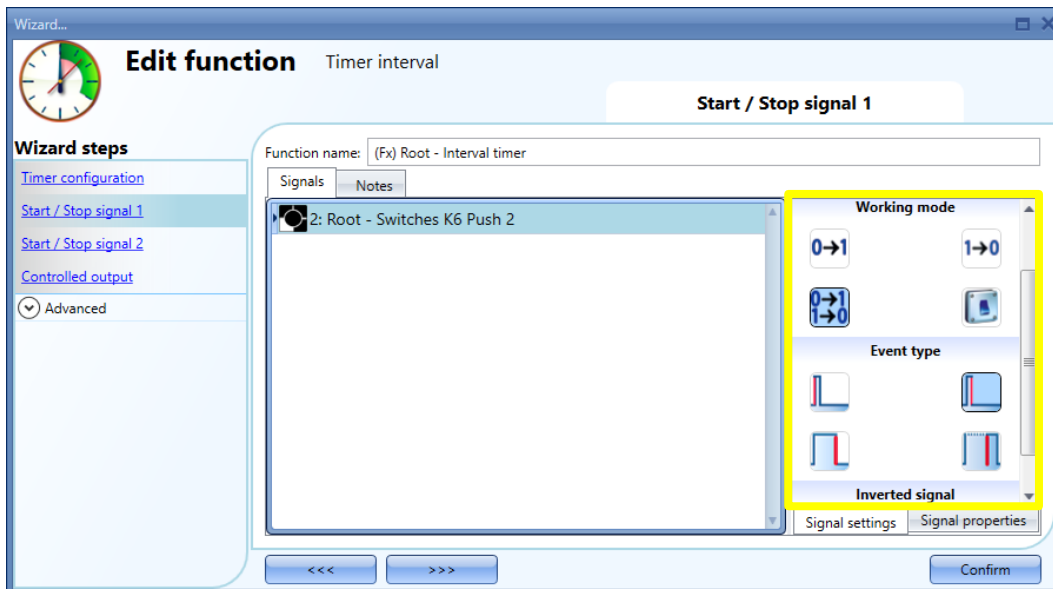 Wizard...
Edit function Timer interval
Start / Stop signal 1
Wizard steps
Timer configuration
Start / Stop signal 1
Start / Stop signal 2
Controlled output
Advanced
Function name: (Fx) Root - Interval timer
Signals Notes
2: Root - Switches K6 Push 2
Working mode
0→1 1→0
0→1
1→0
Event type
Inverted signal
Signal settings Signal properties
<<< >>> Confirm